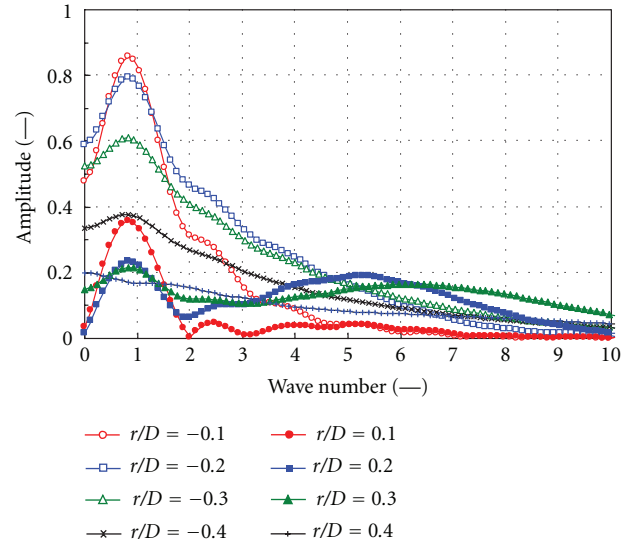 Amplitude (—)
1
0.8
0.6
0.4
0.2
0
0 1 2 3 4 5 6 7 8 9 10
Wave number (—)
r/D = −0.1 r/D = 0.1
r/D = −0.2 r/D = 0.2
r/D = −0.3 r/D = 0.3
r/D = −0.4 r/D = 0.4